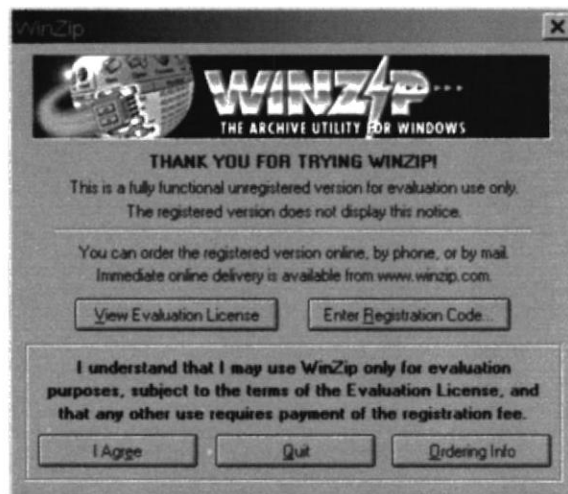 WinZip
WINZIP...
THE ARCHIVE UTILITY FOR WINDOWS
THANK YOU FOR TRYING WINZIP!
This is a fully functional unregistered version for evaluation use only.
The registered version does not display this notice.
You can order the registered version online, by phone, or by mail.
Immediate online delivery is available from www.winzip.com.
View Evaluation License Enter Registration Code...
I understand that I may use WinZip only for evaluation
purposes, subject to the terms of the Evaluation License, and
that any other use requires payment of the registration fee.
I Agree Quit Ordering Info